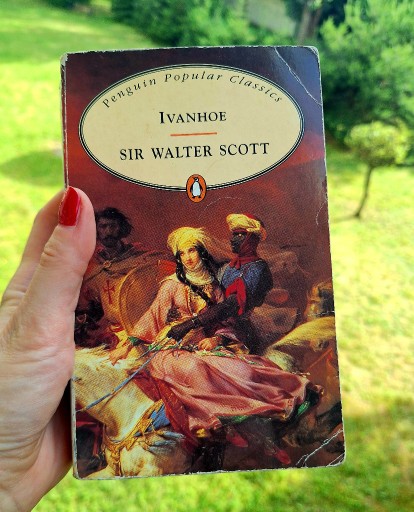 Penguin Popular Classics
IVANHOE
SIR WALTER SCOTT